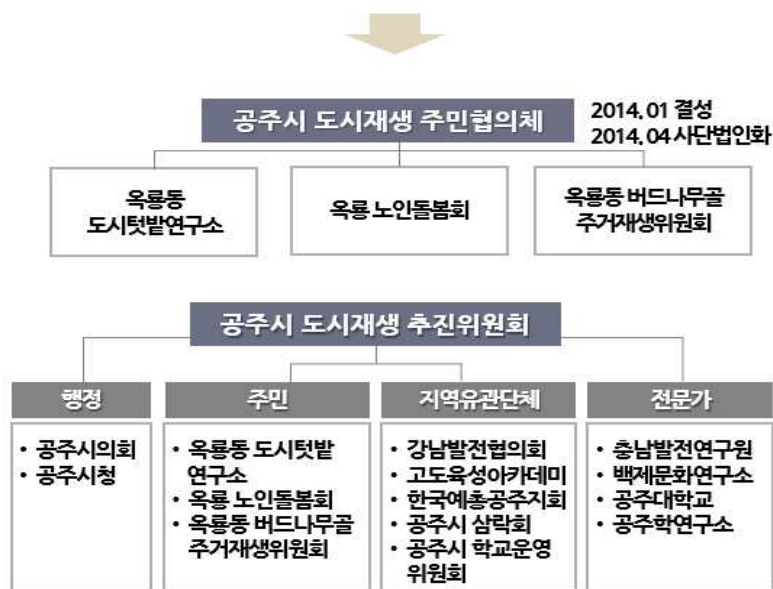 공주시 도시재생 주민협의체
2014.01 결성
2014.04 사단법인화
옥룡동
도시텃밭연구소
옥룡 노인돌봄회
옥룡동 버드나무골
주거재생위원회
공주시 도시재생 추진위원회
행정
• 공주시의회
• 공주시청
주민
• 옥룡동 도시텃밭
연구소
• 옥룡 노인돌봄회
• 옥룡동 버드나무골
주거재생위원회
지역유관단체
• 강남발전협의회
• 고도육성아카데미
• 한국예총공주지회
• 공주시 삼락회
• 공주시 학교운영
위원회
전문가
• 충남발전연구원
• 백제문화연구소
• 공주대학교
• 공주학연구소